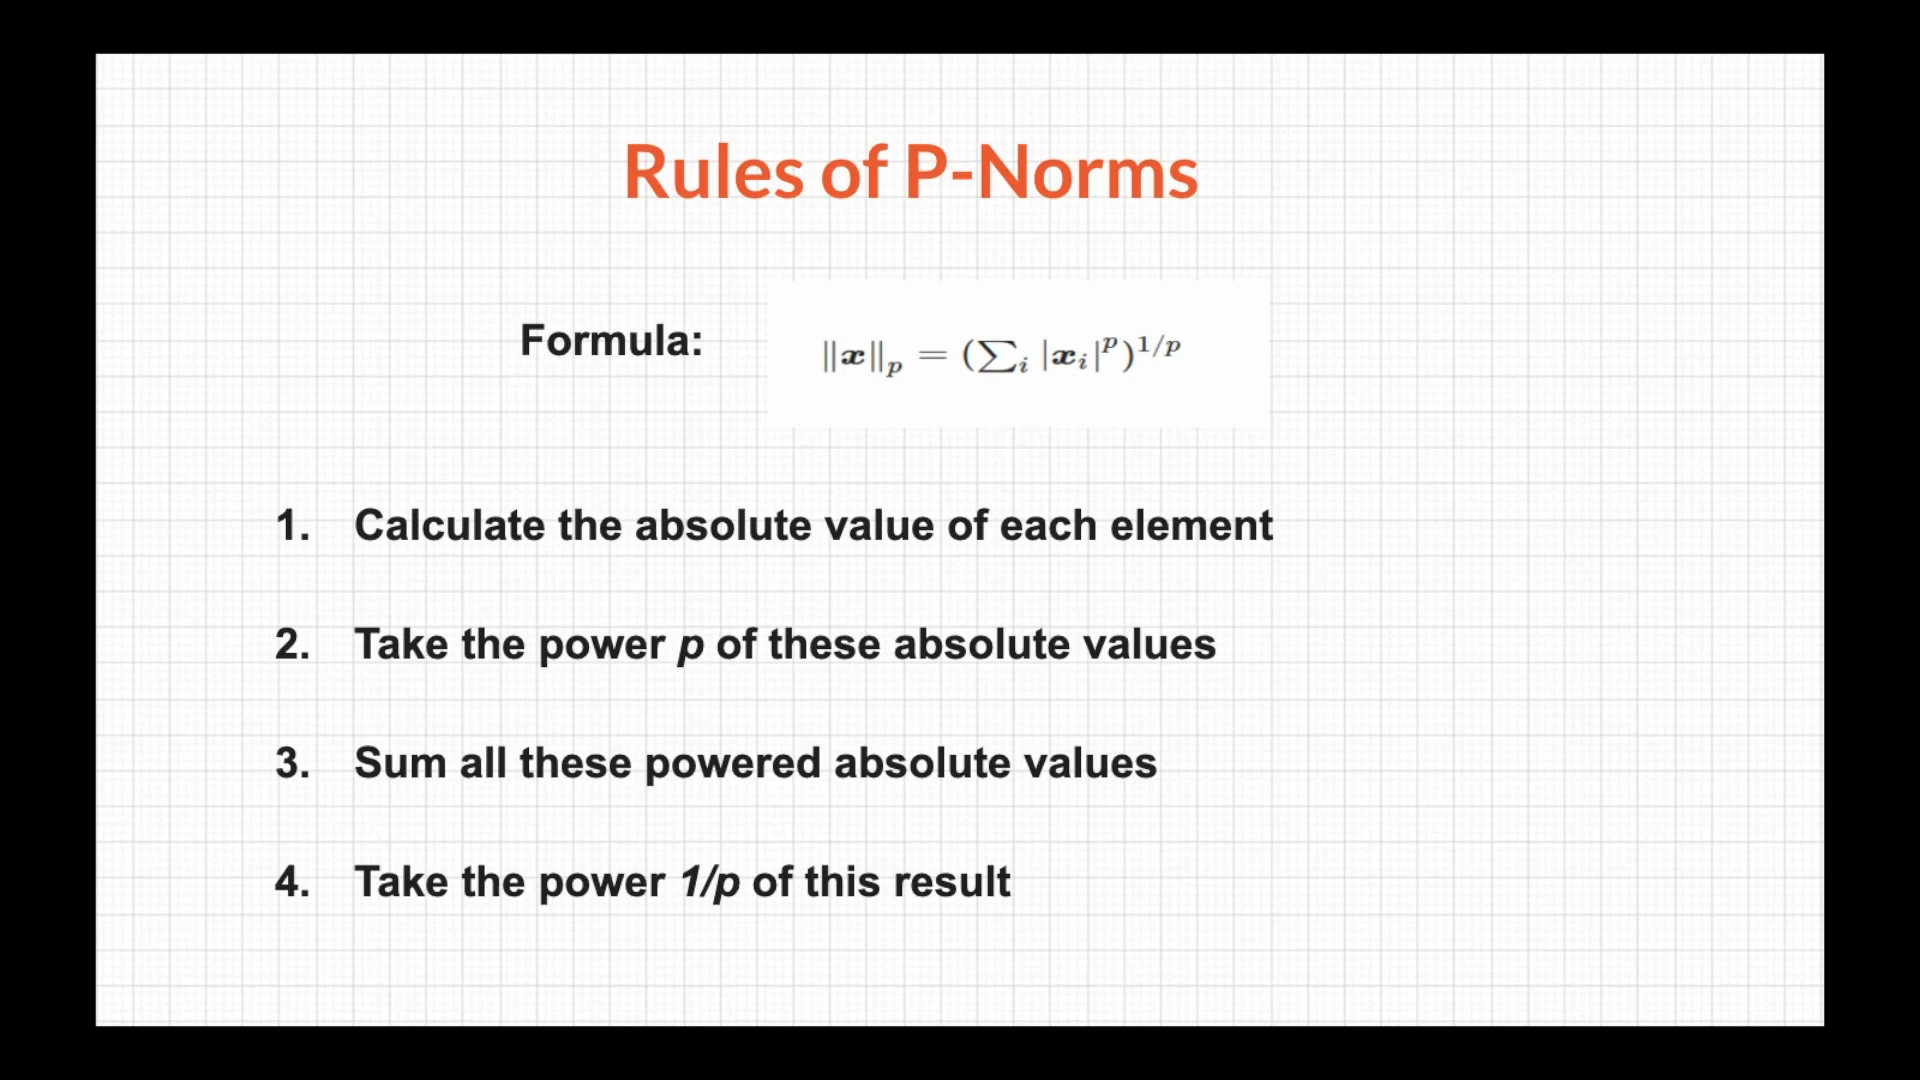 Rules of P-Norms
Formula: ||x||_p = (∑_i |x_i|^p)^{1/p}
1. Calculate the absolute value of each element
2. Take the power p of these absolute values
3. Sum all these powered absolute values
4. Take the power 1/p of this result